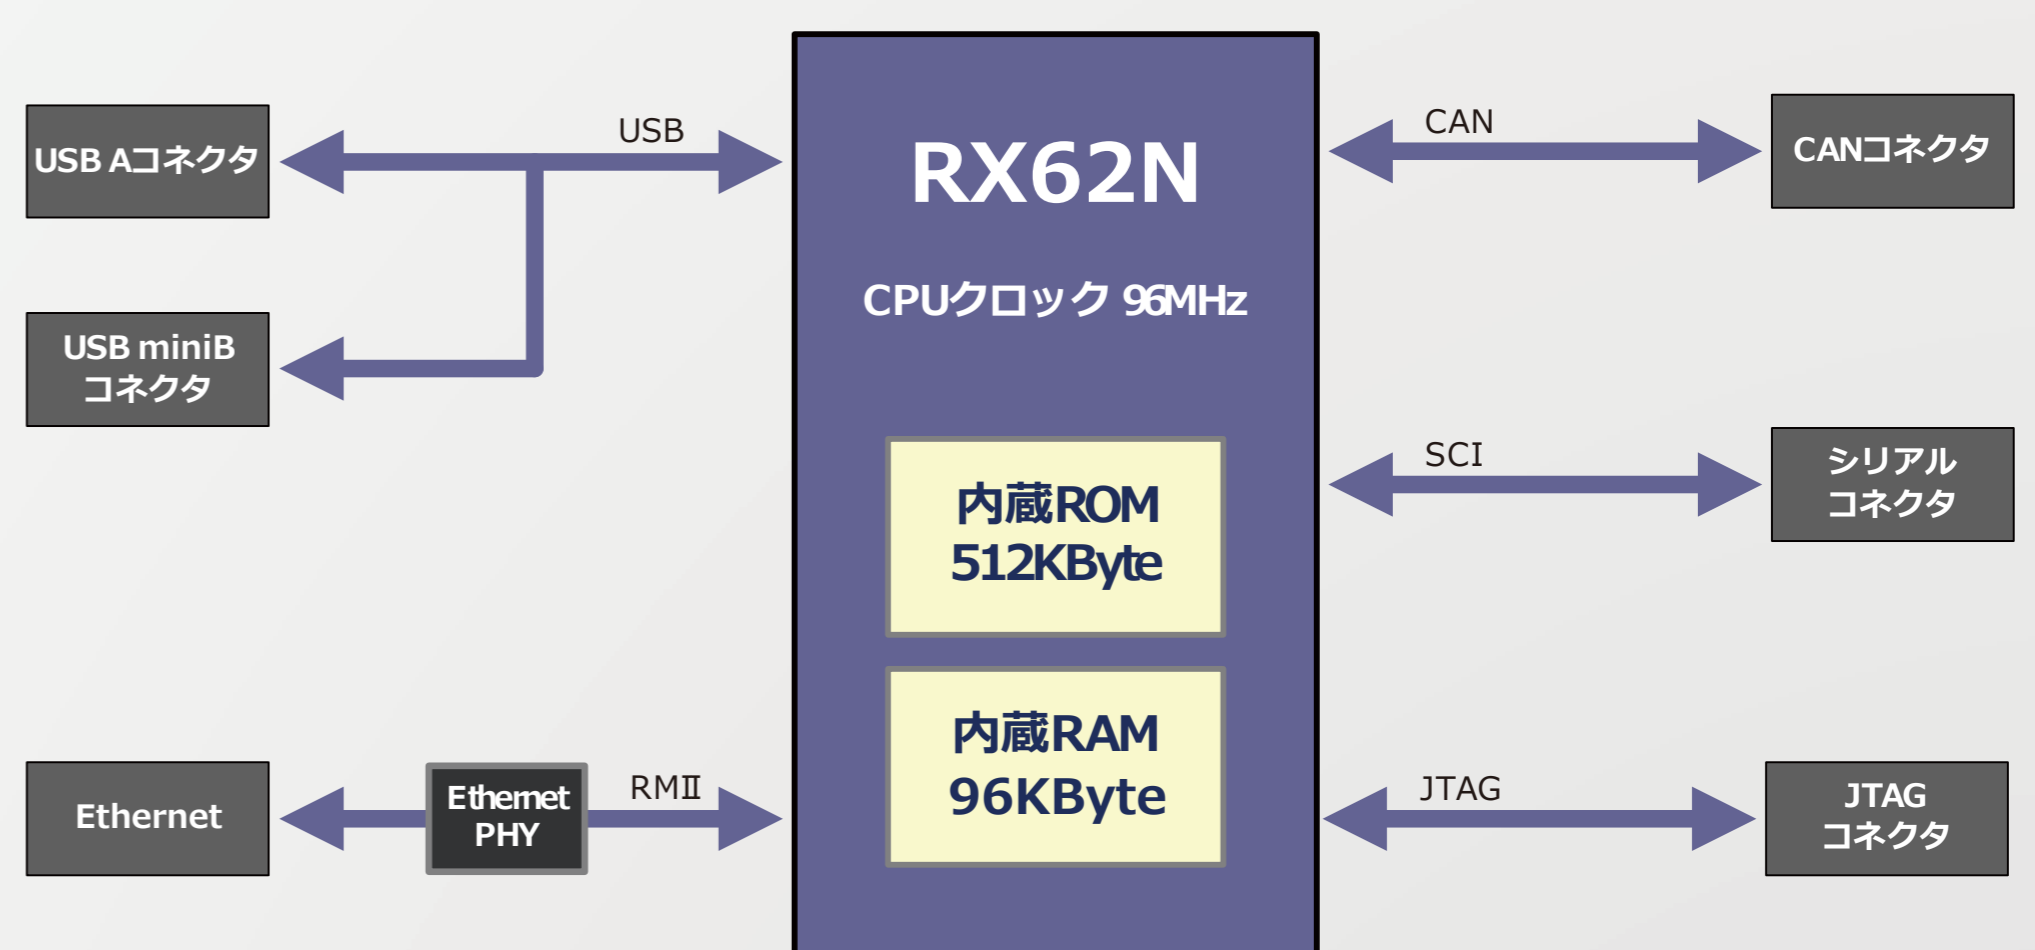 USB Aコネクタ
USB
USB miniB
コネクタ
Ethernet
Ethernet
PHY
RMII
RX62N
CPUクロック 96MHz
内蔵ROM
512KByte
内蔵RAM
96KByte
CAN
CANコネクタ
SCI
シリアル
コネクタ
JTAG
JTAG
コネクタ